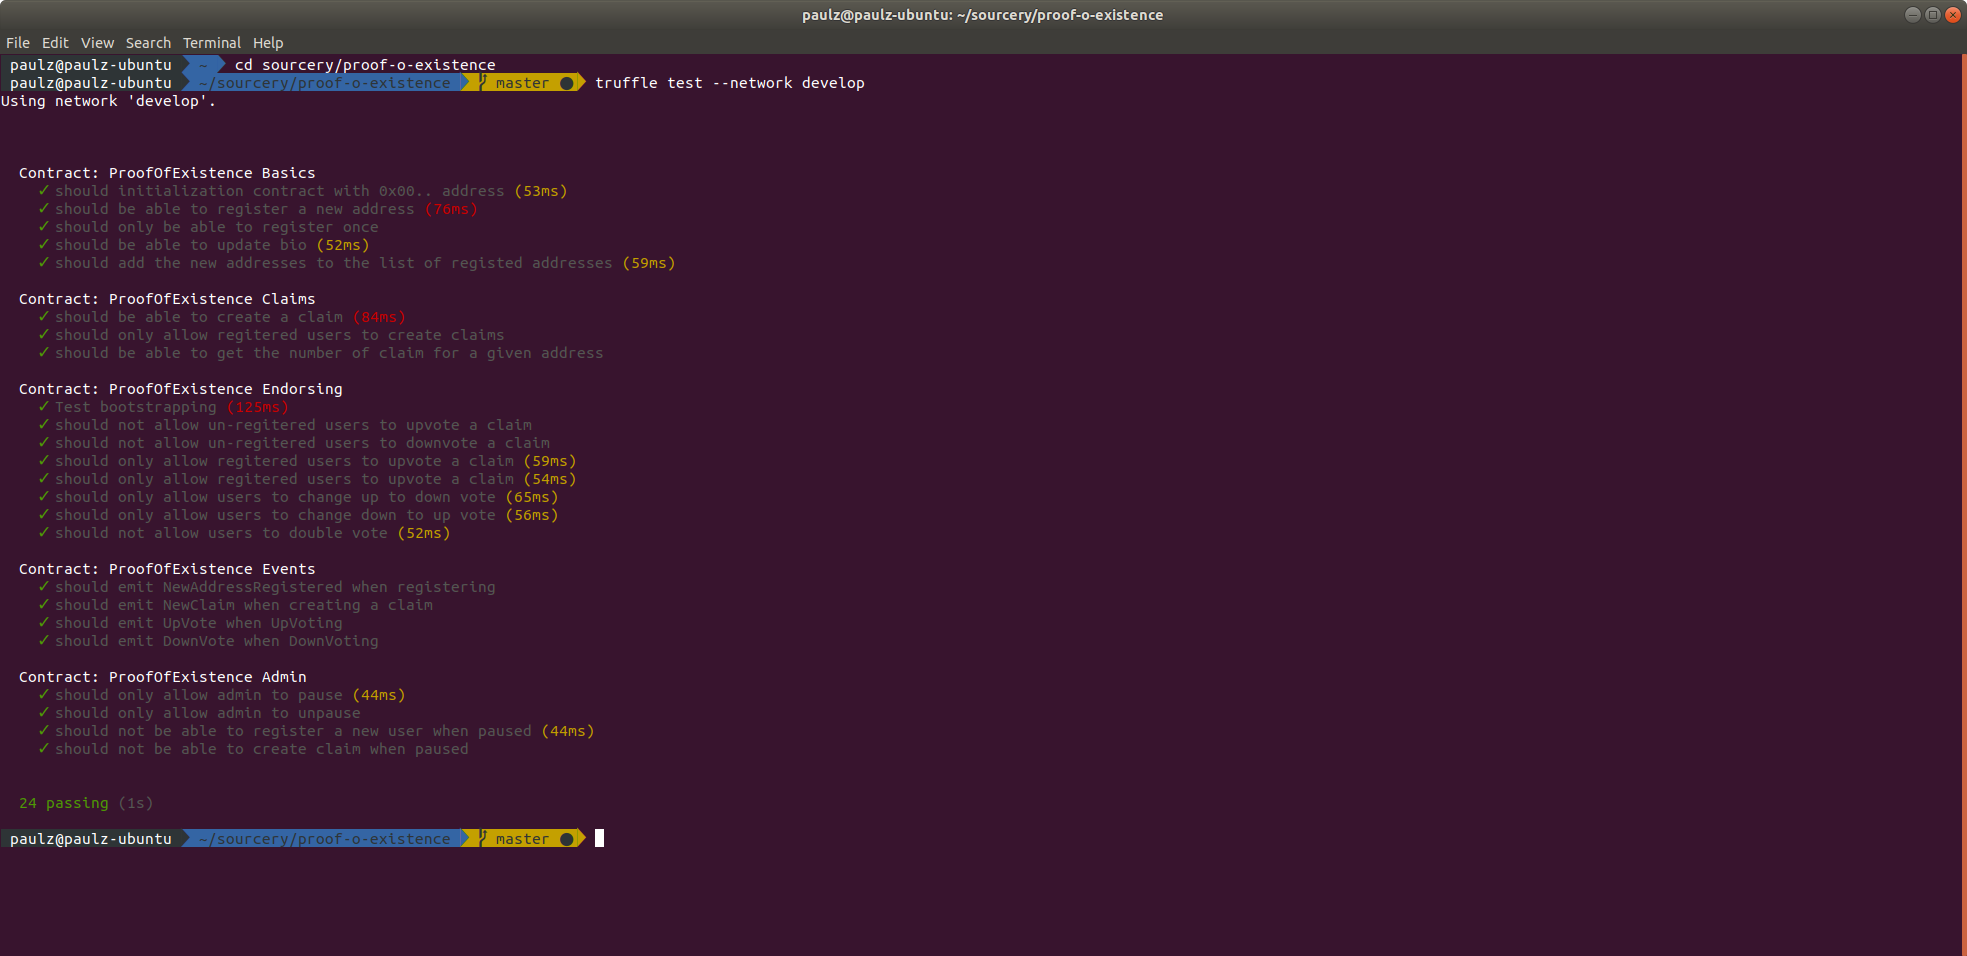 paulz@paulz-ubuntu: ~/sourcery/proof-o-existence
File Edit View Search Terminal Help
paulz@paulz-ubuntu ~ cd sourcery/proof-o-existence
paulz@paulz-ubuntu ~/sourcery/proof-o-existence master ● truffle test --network develop
Using network 'develop'.
Contract: ProofOfExistence Basics
✓ should initialization contract with 0x00.. address (53ms)
✓ should be able to register a new address (76ms)
✓ should only be able to register once
✓ should be able to update bio (52ms)
✓ should add the new addresses to the list of registed addresses (59ms)
Contract: ProofOfExistence Claims
✓ should be able to create a claim (84ms)
✓ should only allow regitered users to create claims
✓ should be able to get the number of claim for a given address
Contract: ProofOfExistence Endorsing
✓ Test bootstrapping (125ms)
✓ should not allow un-regitered users to upvote a claim
✓ should not allow un-regitered users to downvote a claim
✓ should only allow regitered users to upvote a claim (59ms)
✓ should only allow regitered users to upvote a claim (54ms)
✓ should only allow users to change up to down vote (65ms)
✓ should only allow users to change down to up vote (56ms)
✓ should not allow users to double vote (52ms)
Contract: ProofOfExistence Events
✓ should emit NewAddressRegistered when registering
✓ should emit NewClaim when creating a claim
✓ should emit UpVote when UpVoting
✓ should emit DownVote when DownVoting
Contract: ProofOfExistence Admin
✓ should only allow admin to pause (44ms)
✓ should only allow admin to unpause
✓ should not be able to register a new user when paused (44ms)
✓ should not be able to create claim when paused
24 passing (1s)
paulz@paulz-ubuntu ~/sourcery/proof-o-existence master ●